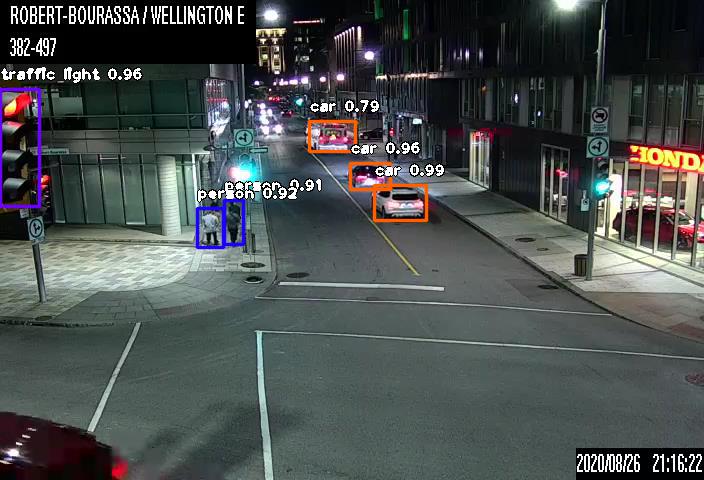 ROBERT-BOURASSA / WELLINGTON E
382-497
traffic light 0.96
car 0.79
car 0.96
car 0.99
person 0.91
person 0.92
HONDA
2020/08/26 21:16:22